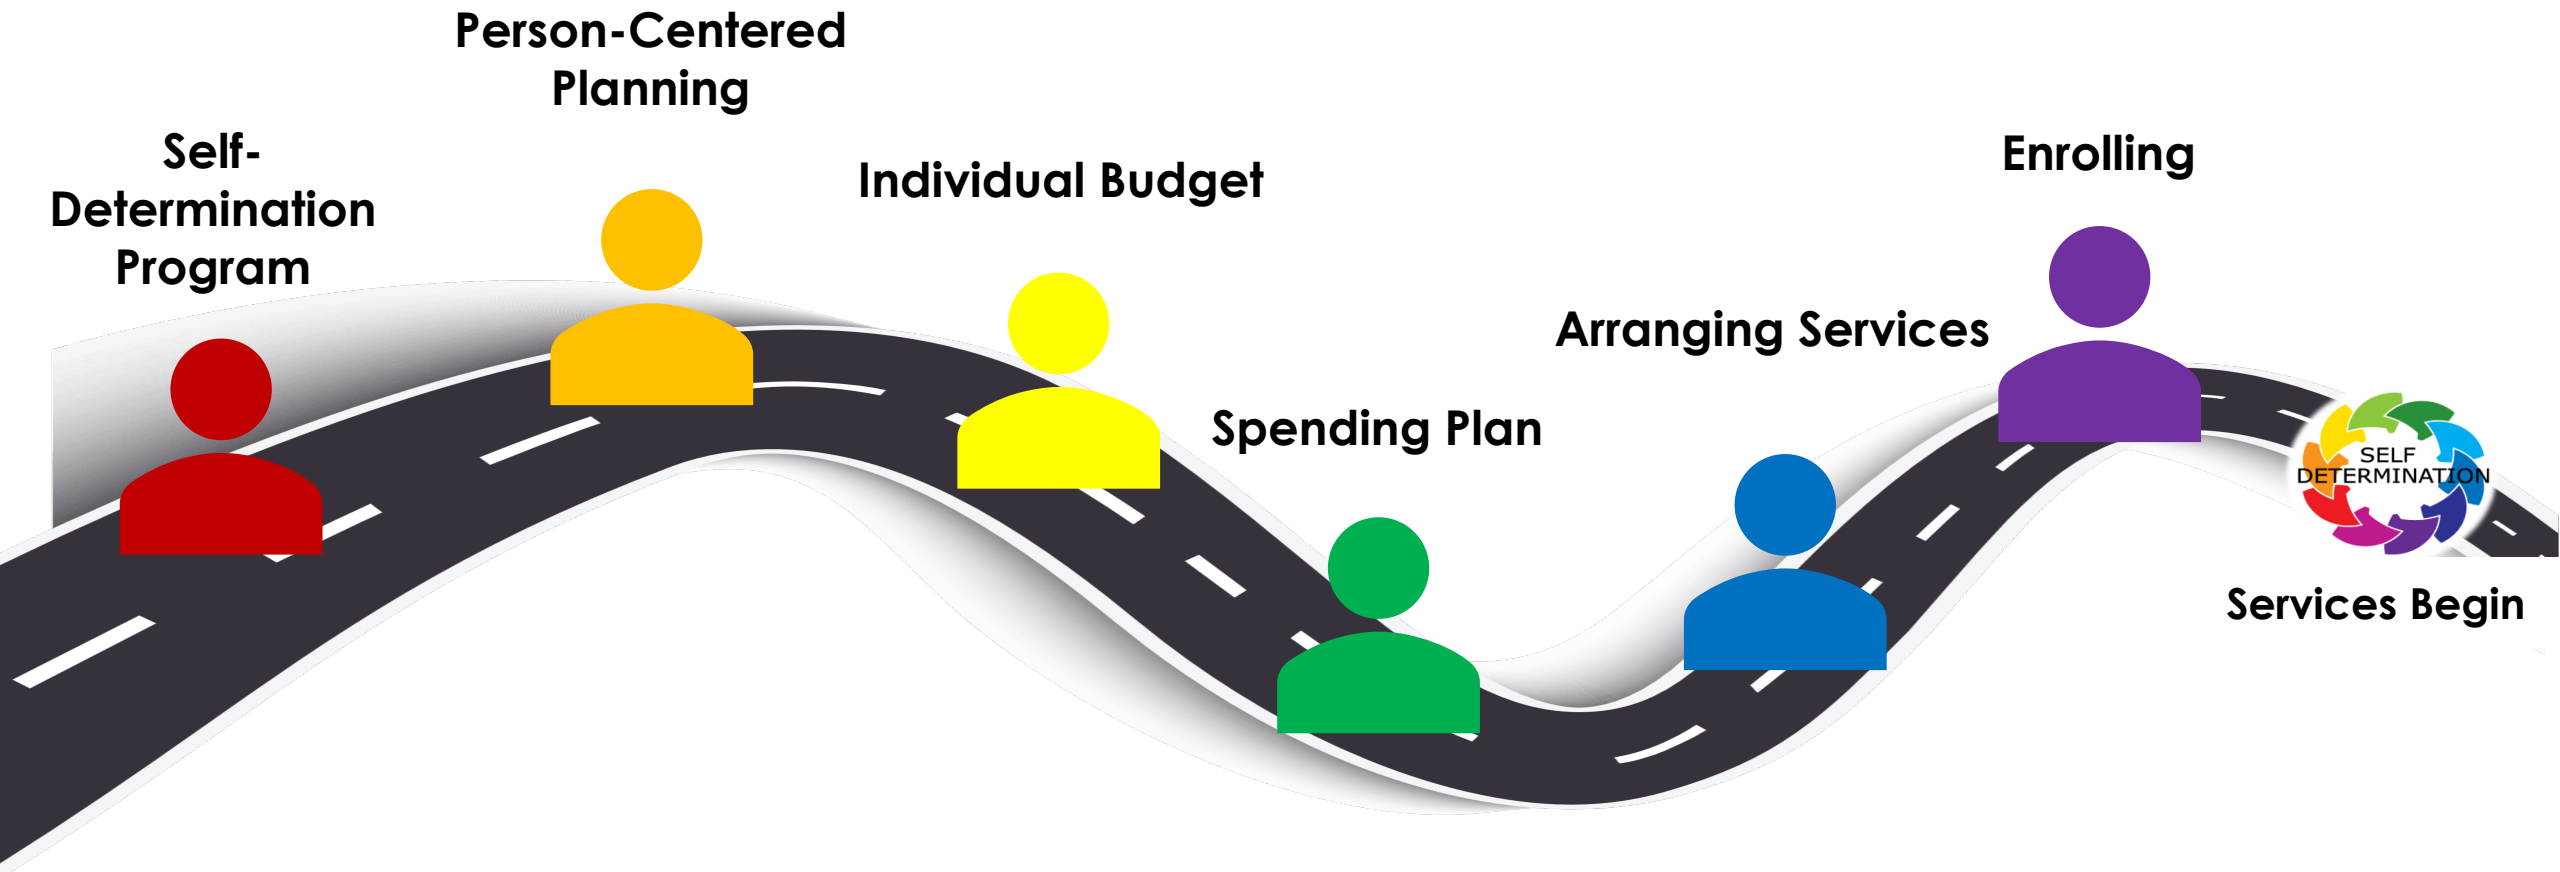 Person-Centered
Planning
Self-
Determination
Program
Individual Budget
Spending Plan
Arranging Services
Enrolling
SELF
DETERMINATION
Services Begin